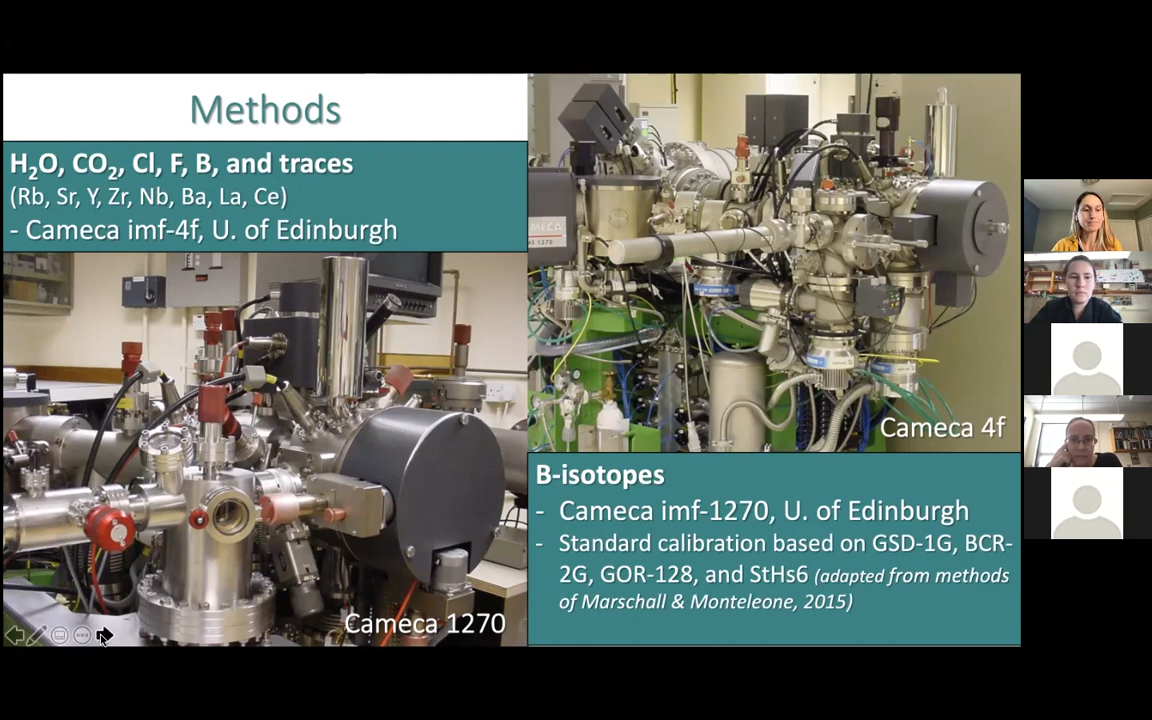 Methods
H₂O, CO₂, Cl, F, B, and traces
(Rb, Sr, Y, Zr, Nb, Ba, La, Ce)
- Cameca imf-4f, U. of Edinburgh
Cameca 1270
CAMECA
1270
Cameca 4f
B-isotopes
- Cameca imf-1270, U. of Edinburgh
- Standard calibration based on GSD-1G, BCR-
2G, GOR-128, and StHs6 (adapted from methods
of Marschall & Monteleone, 2015)